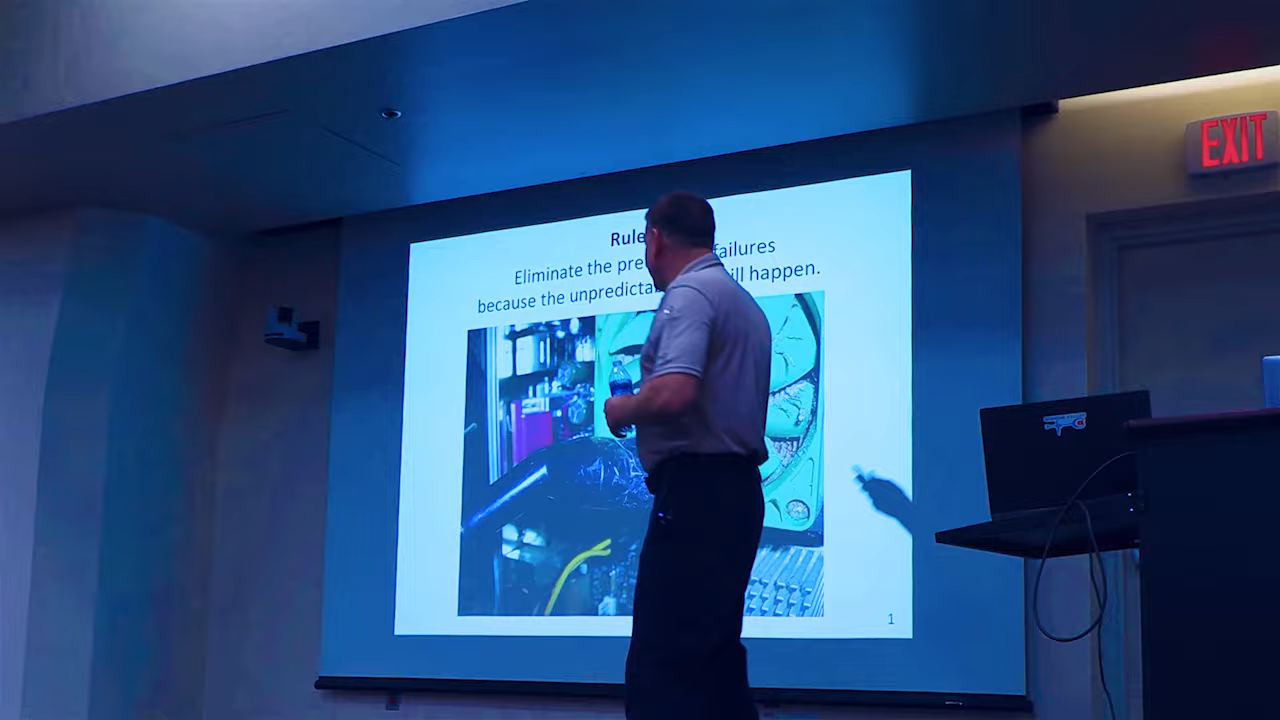 Rule
Eliminate the pre failures
because the unpredicta ill happen.
1
EXIT